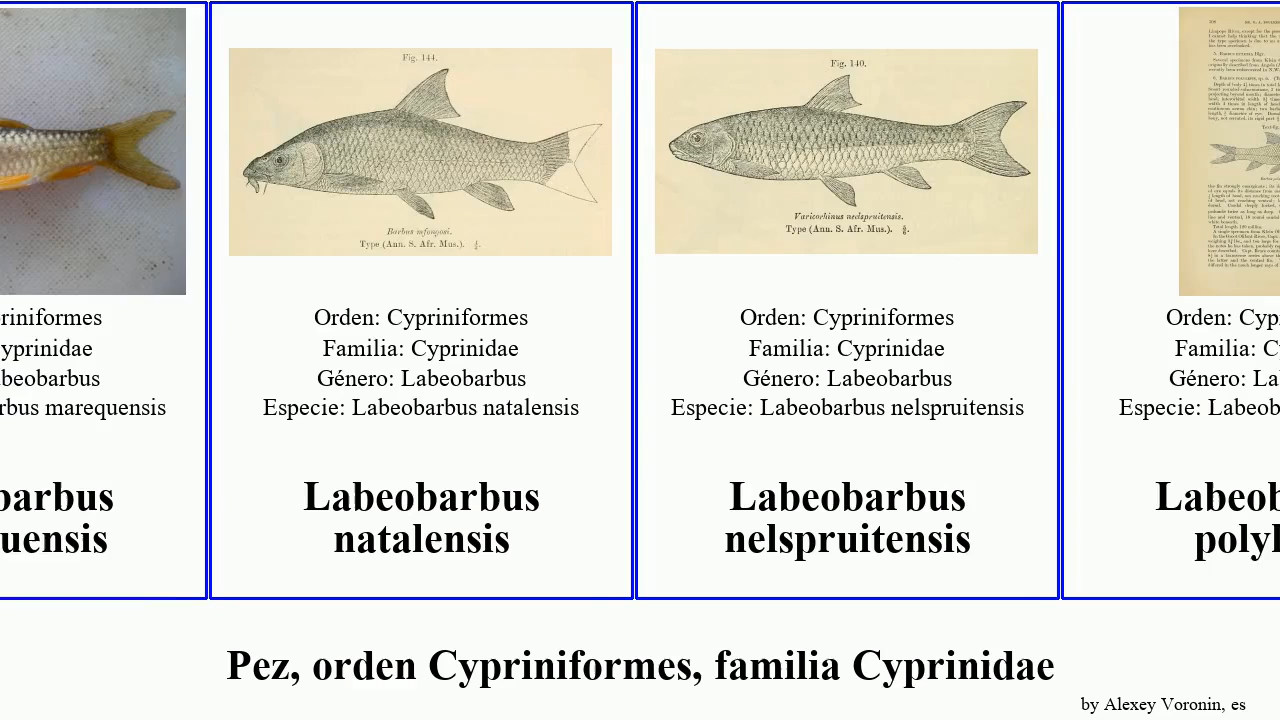 riniformes
yprinidae
beobarbus
rbus marequensis
barbus
uensis
Fig. 144.
Type (Ann. S. Afr. Mus.).
Orden: Cypriniformes
Familia: Cyprinidae
Género: Labeobarbus
Especie: Labeobarbus natalensis
Labeobarbus
natalensis
Fig. 140.
Varicorhinus nelspruitensis.
Type (Ann. S. Afr. Mus.).
Orden: Cypriniformes
Familia: Cyprinidae
Género: Labeobarbus
Especie: Labeobarbus nelspruitensis
Labeobarbus
nelspruitensis
Orden: Cyp
Familia: C
Género: La
Especie: Labeob
Labeob
polyl
Pez, orden Cypriniformes, familia Cyprinidae
by Alexey Voronin, es